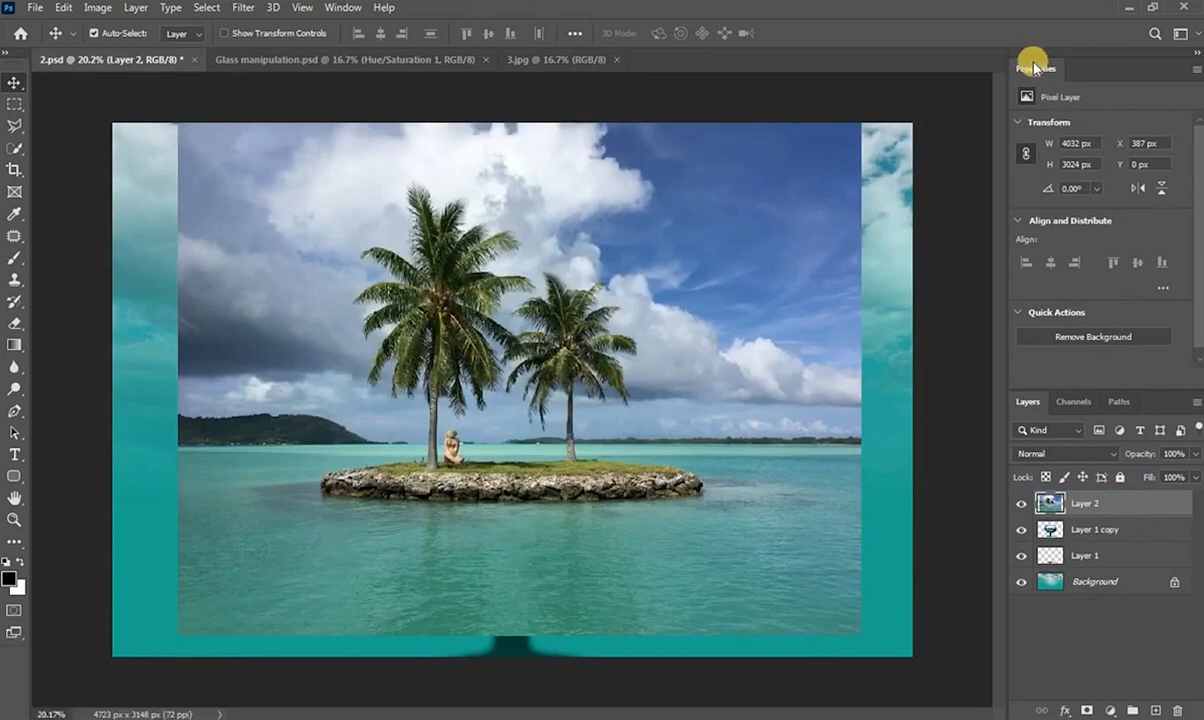 Ps File Edit Image Layer Type Select Filter 3D View Window Help
Auto-Select: Layer Show Transform Controls 3D Mode:
2.psd @ 20.2% (Layer 2, RGB/8) * × Glass manipulation.psd @ 16.7% (Hue/Saturation 1, RGB/8) × 3.jpg @ 16.7% (RGB/8) ×
Properties
Pixel Layer
Transform
W 4032 px X 387 px
H 3024 px Y 0 px
0.00°
Align and Distribute
Align:
Quick Actions
Remove Background
Layers Channels Paths
Kind
Normal Opacity: 100%
Lock: Fill: 100%
Layer 2
Layer 1 copy
Layer 1
Background
20.17% 4723 px x 3148 px (72 ppi)